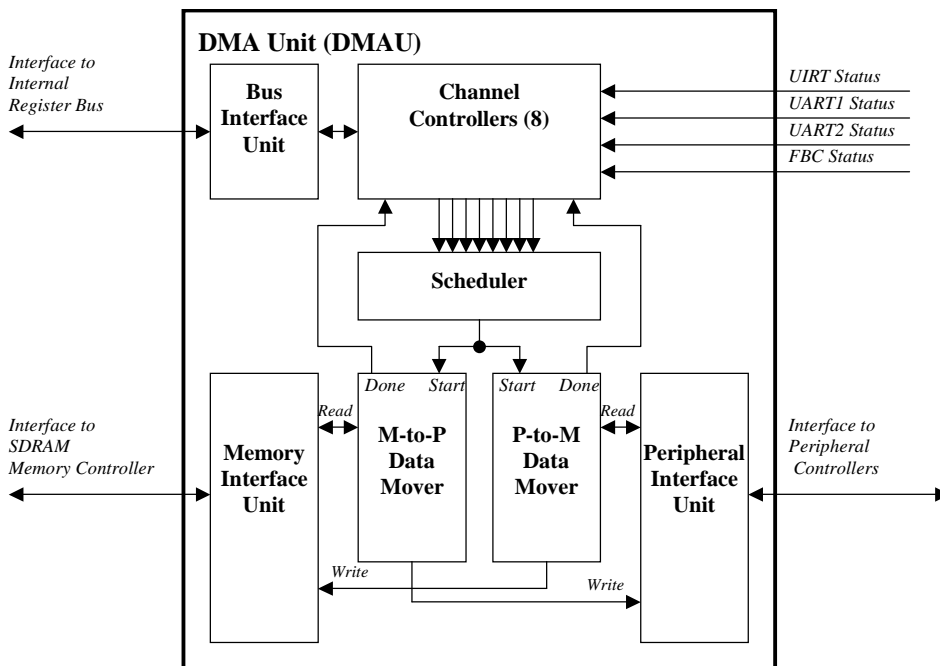 DMA Unit (DMAU)
Interface to
Internal
Register Bus
Bus
Interface
Unit
Channel
Controllers (8)
UIRT Status
UART1 Status
UART2 Status
FBC Status
Scheduler
Done Start
Start Done
Read
Read
Interface to
SDRAM
Memory Controller
Memory
Interface
Unit
M-to-P
Data
Mover
P-to-M
Data
Mover
Peripheral
Interface
Unit
Interface to
Peripheral
Controllers
Write
Write